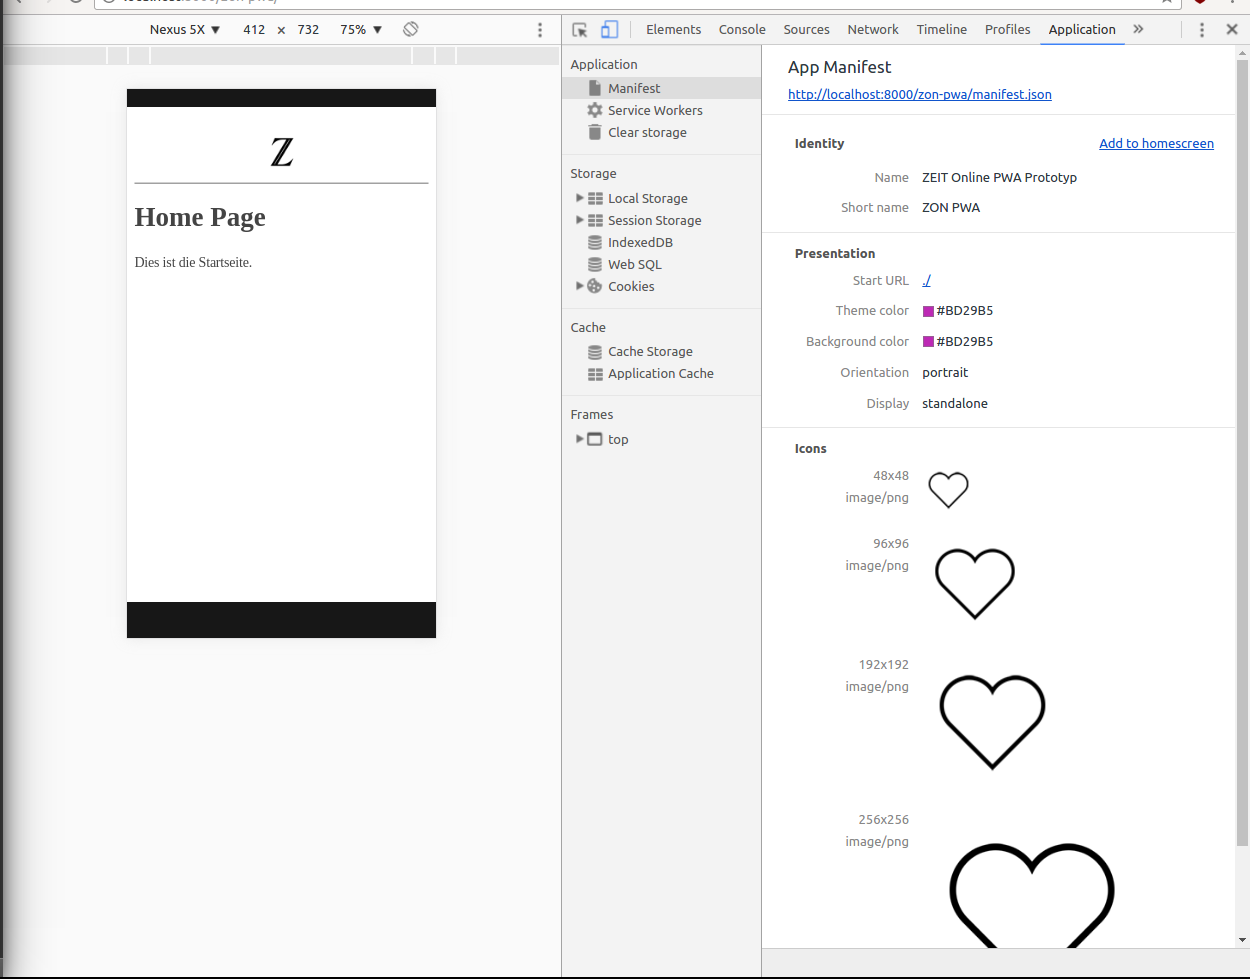 Nexus 5X ▼ 412 x 732 75% ▼
Elements Console Sources Network Timeline Profiles Application »
Z
Home Page
Dies ist die Startseite.
Application
Manifest
Service Workers
Clear storage
Storage
Local Storage
Session Storage
IndexedDB
Web SQL
Cookies
Cache
Cache Storage
Application Cache
Frames
top
App Manifest
http://localhost:8000/zon-pwa/manifest.json
Identity Add to homescreen
Name ZEIT Online PWA Prototyp
Short name ZON PWA
Presentation
Start URL ./
Theme color #BD29B5
Background color #BD29B5
Orientation portrait
Display standalone
Icons
48x48
image/png
96x96
image/png
192x192
image/png
256x256
image/png